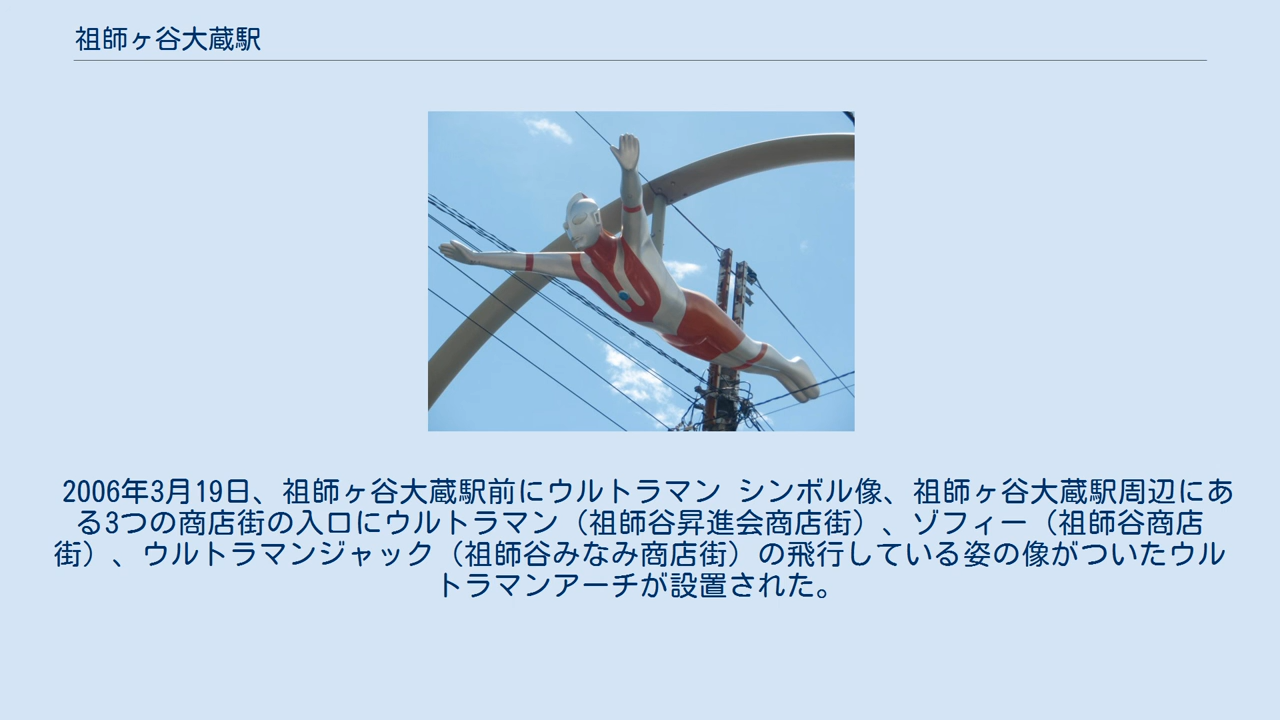 祖師ヶ谷大蔵駅
2006年3月19日、祖師ヶ谷大蔵駅前にウルトラマン シンボル像、祖師ヶ谷大蔵駅周辺にあ
る3つの商店街の入口にウルトラマン（祖師谷昇進会商店街）、ゾフィー（祖師谷商店
街）、ウルトラマンジャック（祖師谷みなみ商店街）の飛行している姿の像がついたウル
トラマンアーチが設置された。